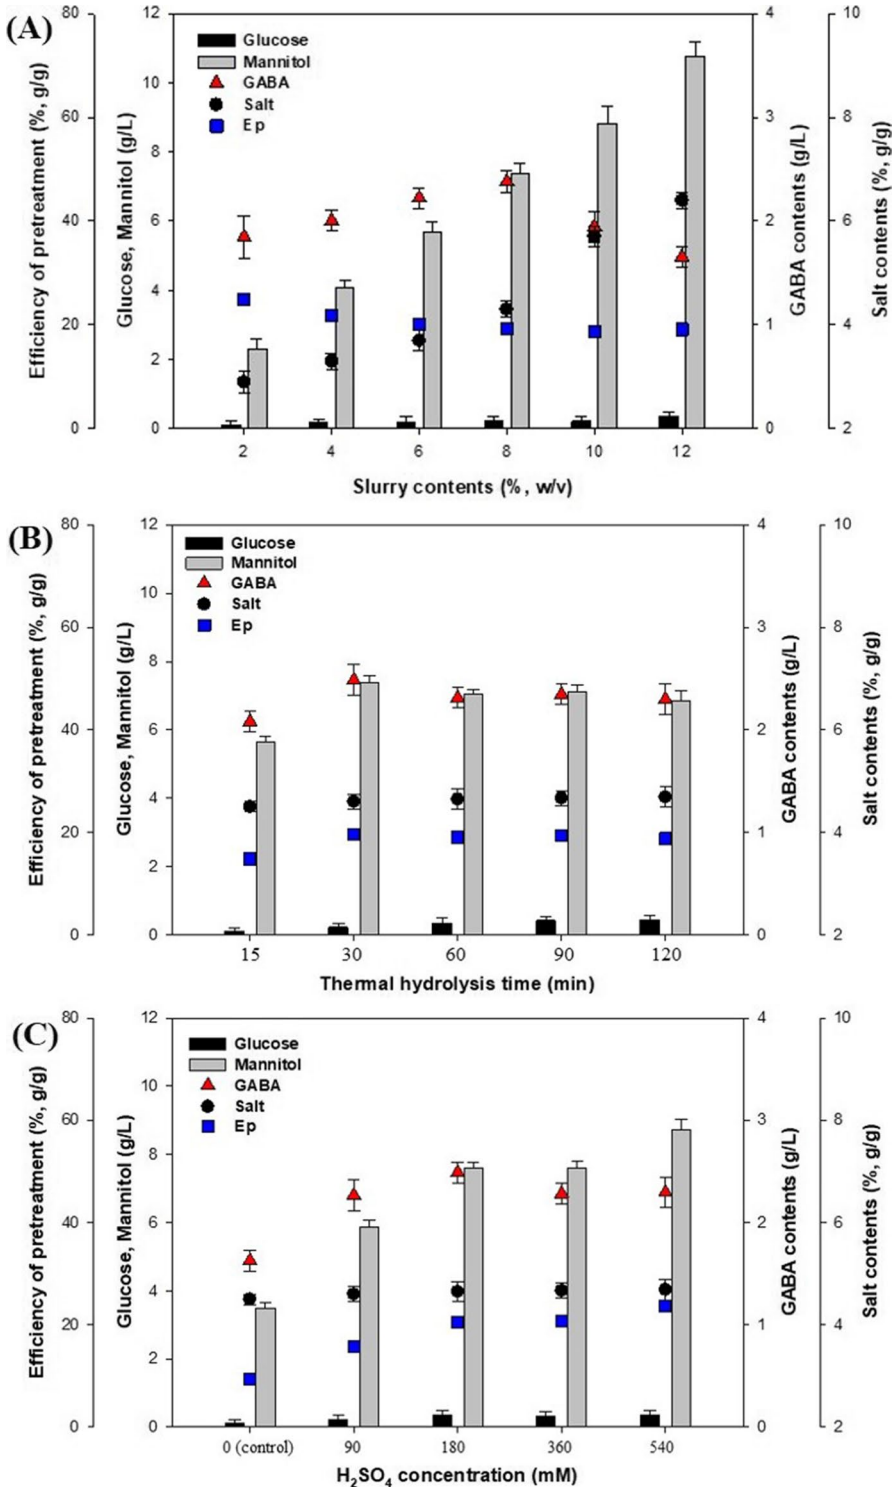 (A)
Efficiency of pretreatment (%, g/g)
80
60
40
20
0
Glucose, Mannitol (g/L)
12
10
8
6
4
2
0
Glucose
Mannitol
GABA
Salt
Ep
4
3
2
1
0
GABA contents (g/L)
10
8
6
4
2
Salt contents (%, g/g)
2 4 6 8 10 12
Slurry contents (%, w/v)
(B)
Efficiency of pretreatment (%, g/g)
80
60
40
20
0
Glucose, Mannitol (g/L)
12
10
8
6
4
2
0
Glucose
Mannitol
GABA
Salt
Ep
4
3
2
1
0
GABA contents (g/L)
10
8
6
4
2
Salt contents (%, g/g)
15 30 60 90 120
Thermal hydrolysis time (min)
(C)
Efficiency of pretreatment (%, g/g)
80
60
40
20
0
Glucose, Mannitol (g/L)
12
10
8
6
4
2
0
Glucose
Mannitol
GABA
Salt
Ep
4
3
2
1
0
GABA contents (g/L)
10
8
6
4
2
Salt contents (%, g/g)
0 (control) 90 180 360 540
H₂SO₄ concentration (mM)